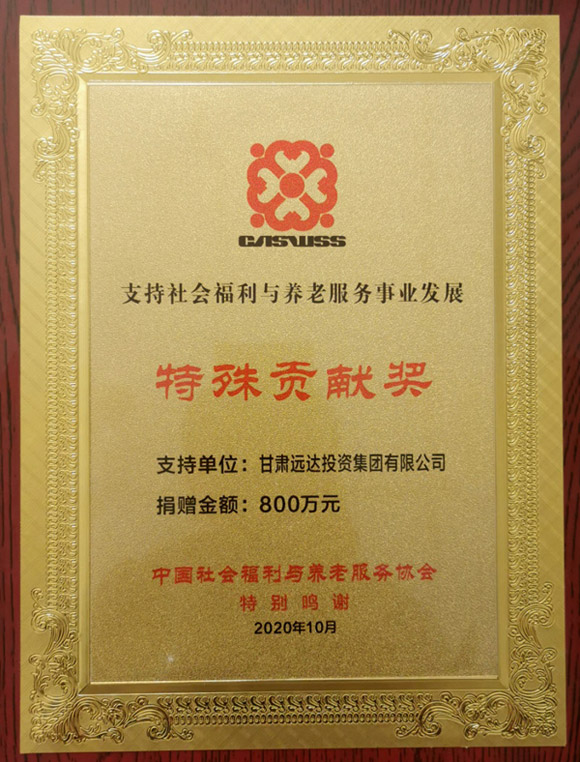 CASWSS
支持社会福利与养老服务事业发展
特殊贡献奖
支持单位：甘肃远达投资集团有限公司
捐赠金额：800万元
中国社会福利与养老服务协会
特别鸣谢
2020年10月